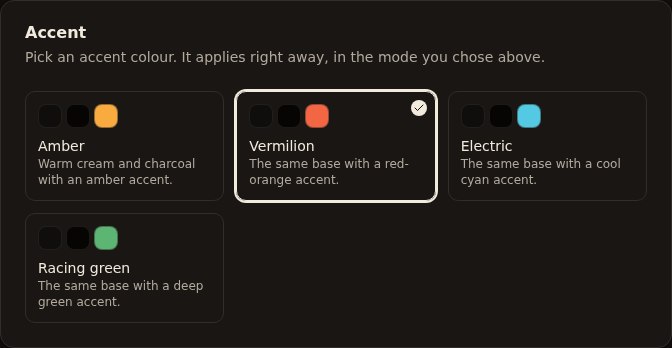 Accent
Pick an accent colour. It applies right away, in the mode you chose above.
Amber
Warm cream and charcoal
with an amber accent.
Vermilion
The same base with a red-
orange accent.
Electric
The same base with a cool
cyan accent.
Racing green
The same base with a deep
green accent.